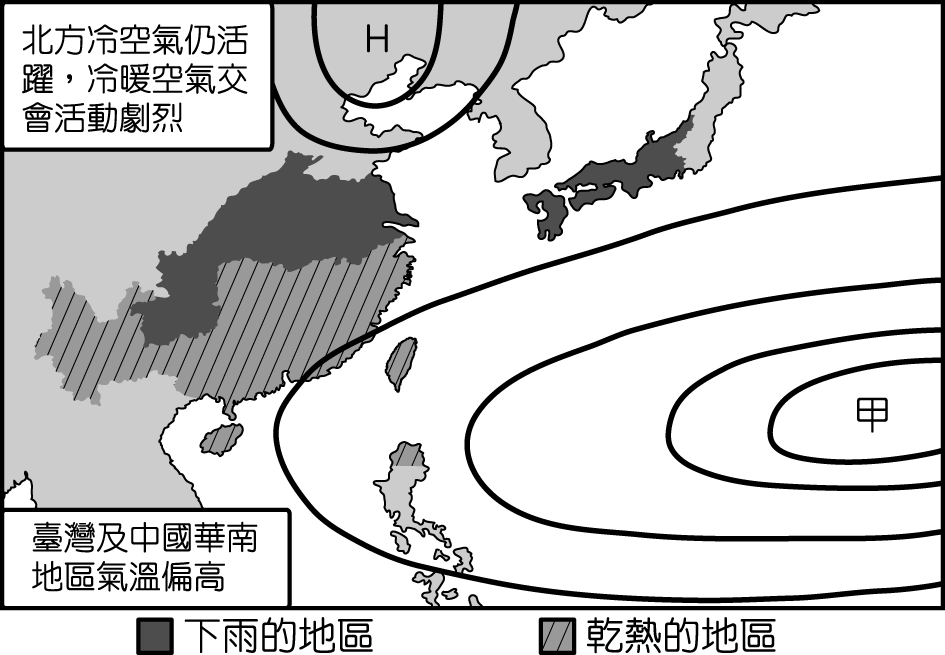 北方冷空氣仍活
躍，冷暖空氣交
會活動劇烈
H
甲
臺灣及中國華南
地區氣溫偏高
下雨的地區
乾熱的地區